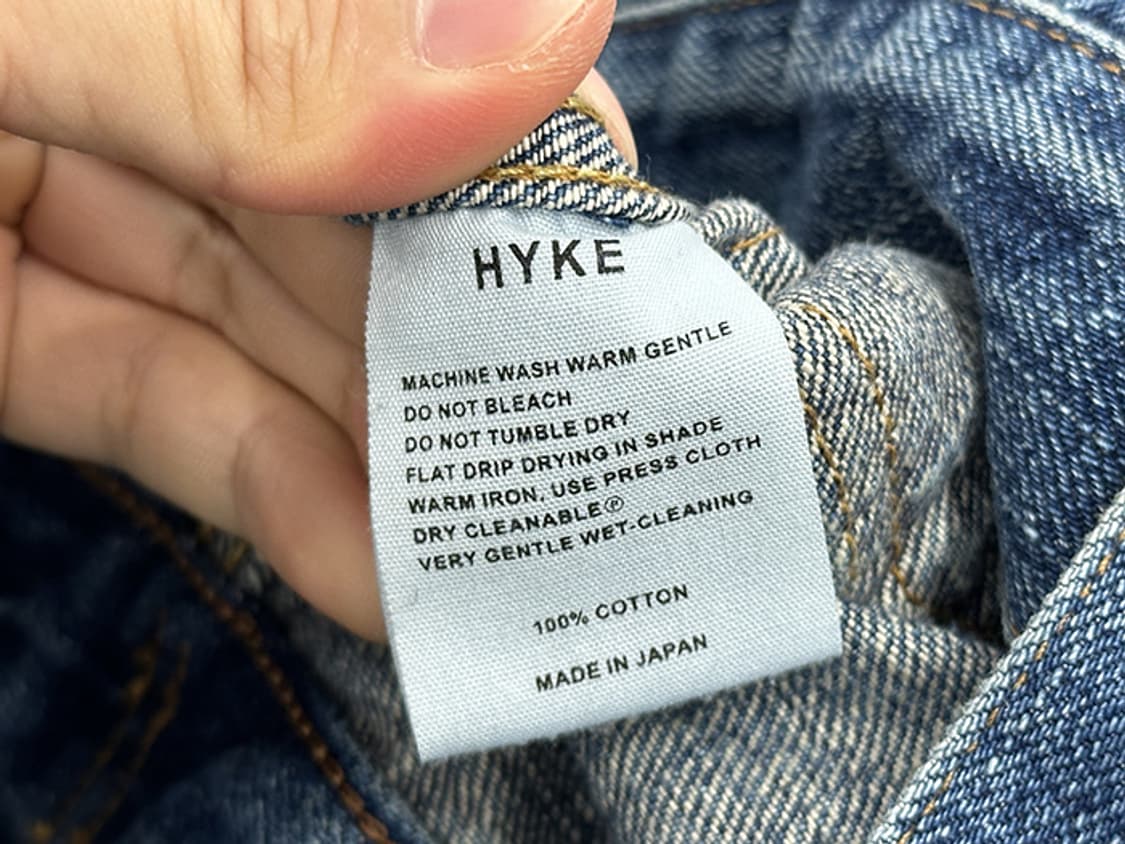 HYKE
MACHINE WASH WARM GENTLE
DO NOT BLEACH
DO NOT TUMBLE DRY
FLAT DRIP DRYING IN SHADE
WARM IRON, USE PRESS CLOTH
DRY CLEANABLEⓅ
VERY GENTLE WET-CLEANING
100% COTTON
MADE IN JAPAN